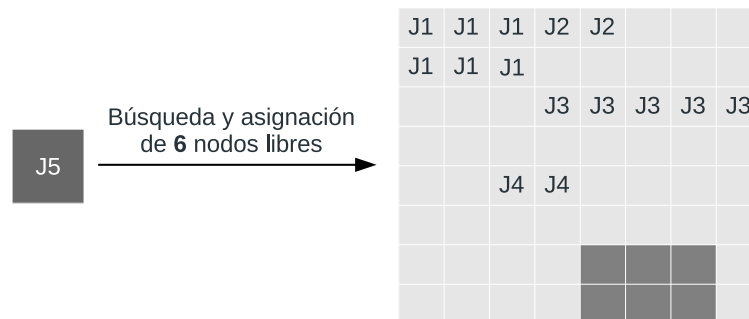 J1 J1 J1 J2 J2
J1 J1 J1
Búsqueda y asignación
de 6 nodos libres
J3 J3 J3 J3 J3
J5
J4 J4